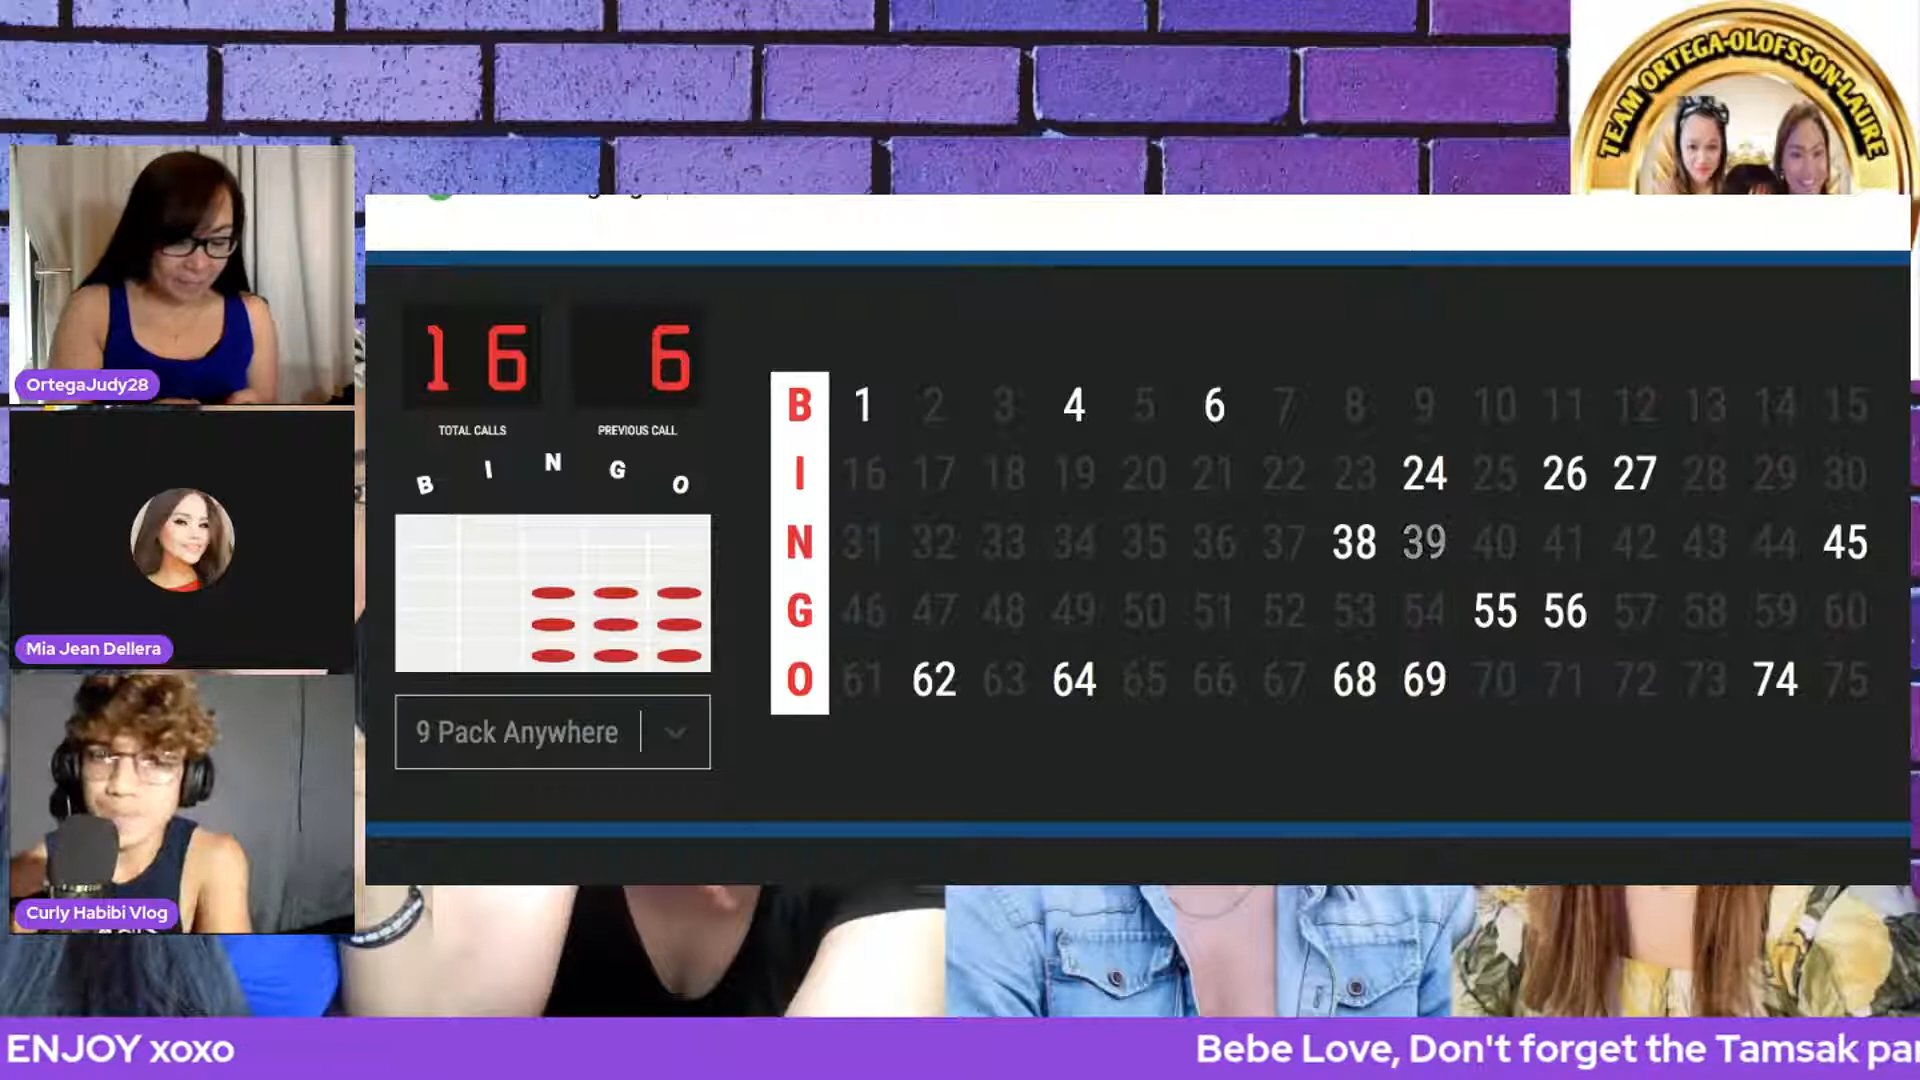 TEAM ORTEGA-OLOFSSON-LAURE
OrtegaJudy28
Mia Jean Dellera
Curly Habibi Vlog
16
6
TOTAL CALLS
PREVIOUS CALL
B I N G O
9 Pack Anywhere
B 1 2 3 4 5 6 7 8 9 10 11 12 13 14 15
I 16 17 18 19 20 21 22 23 24 25 26 27 28 29 30
N 31 32 33 34 35 36 37 38 39 40 41 42 43 44 45
G 46 47 48 49 50 51 52 53 54 55 56 57 58 59 60
O 61 62 63 64 65 66 67 68 69 70 71 72 73 74 75
ENJOY xoxo
Bebe Love, Don't forget the Tamsak